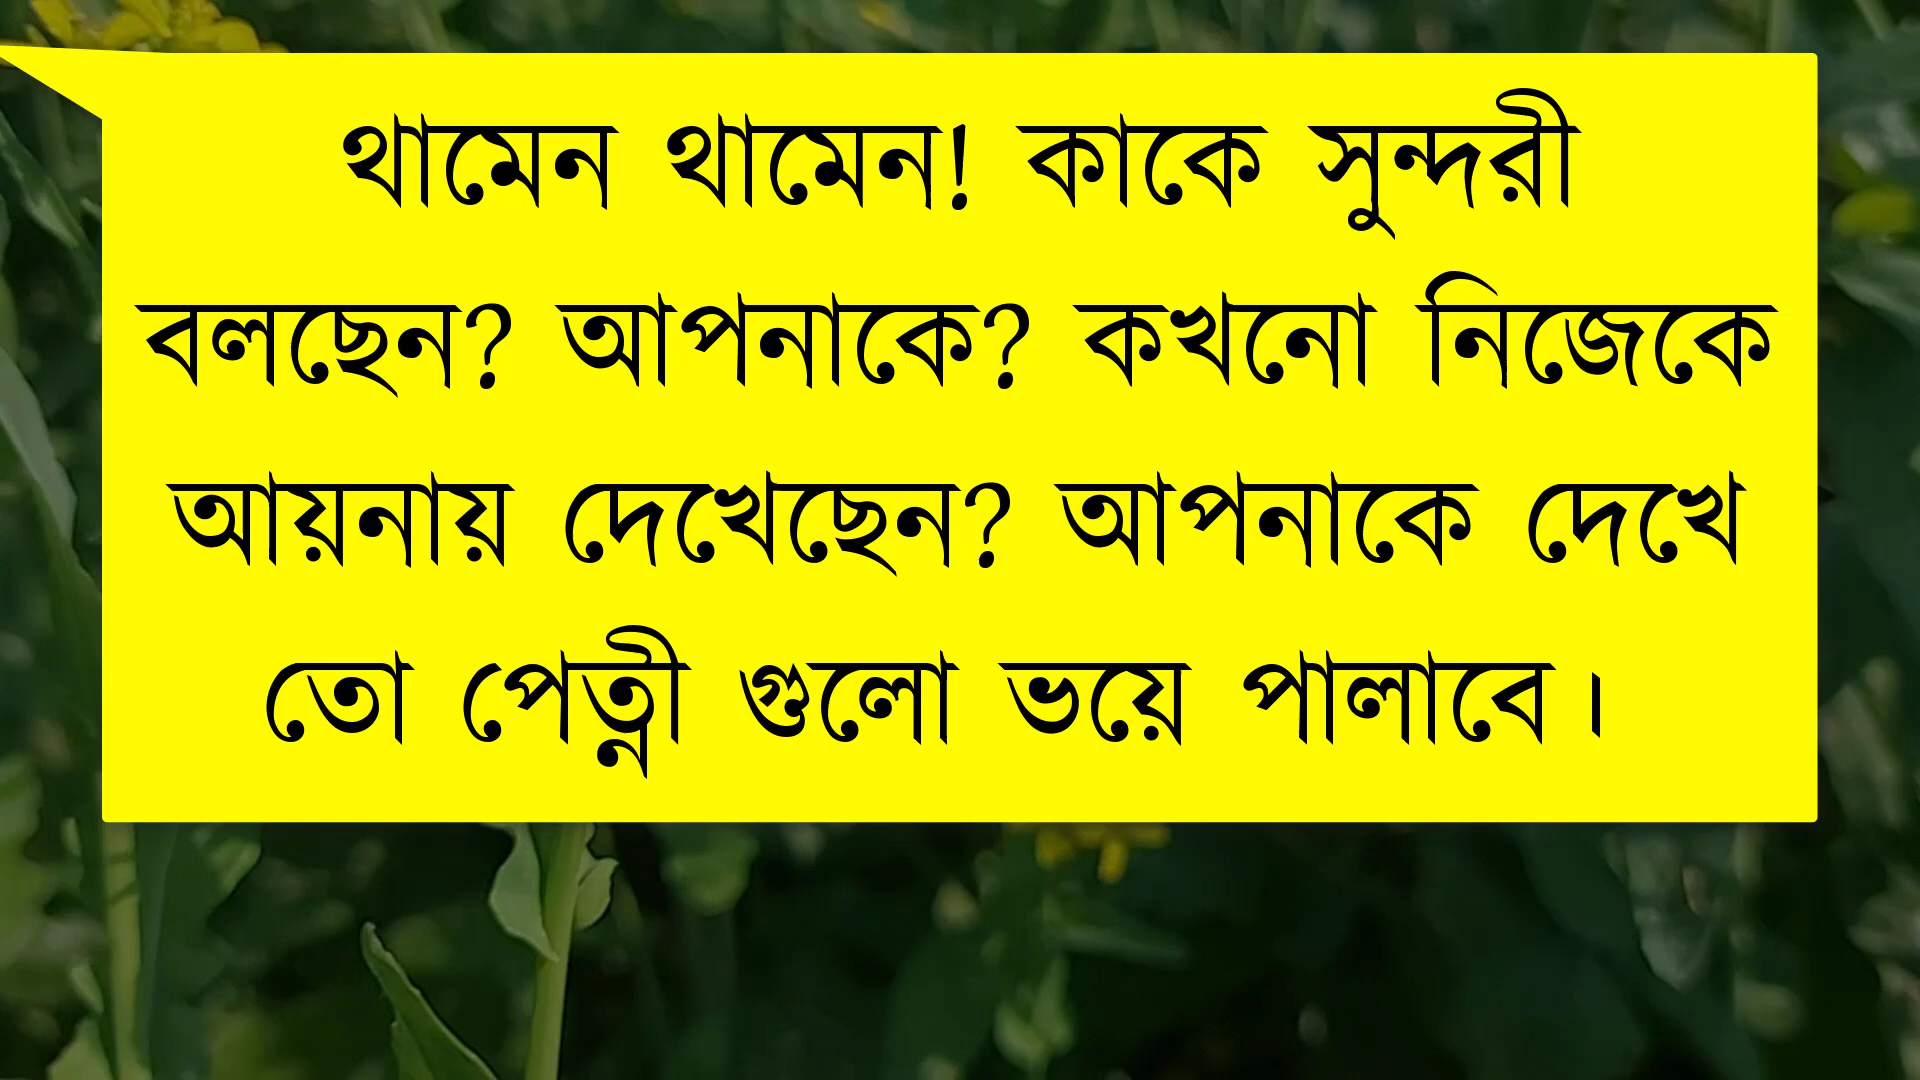 থামেন থামেন! কাকে সুন্দরী
বলছেন? আপনাকে? কখনো নিজেকে
আয়নায় দেখেছেন? আপনাকে দেখে
তো পেত্নী গুলো ভয়ে পালাবে।